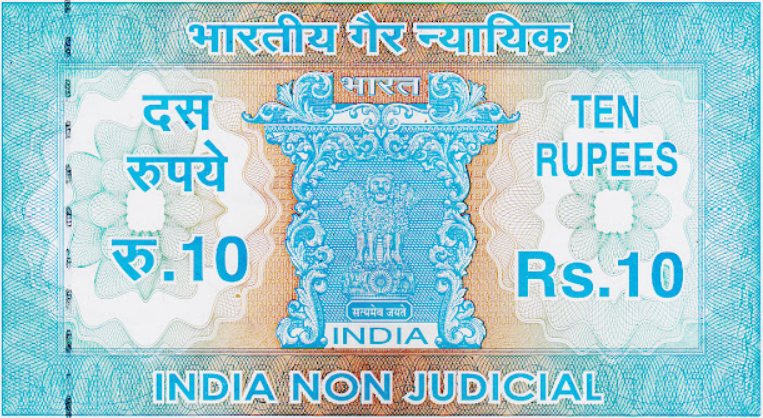 भारतीय गैर न्यायिक
भारत
दस
रुपये
रु.10
TEN
RUPEES
Rs.10
सत्यमेव जयते
INDIA
INDIA NON JUDICIAL